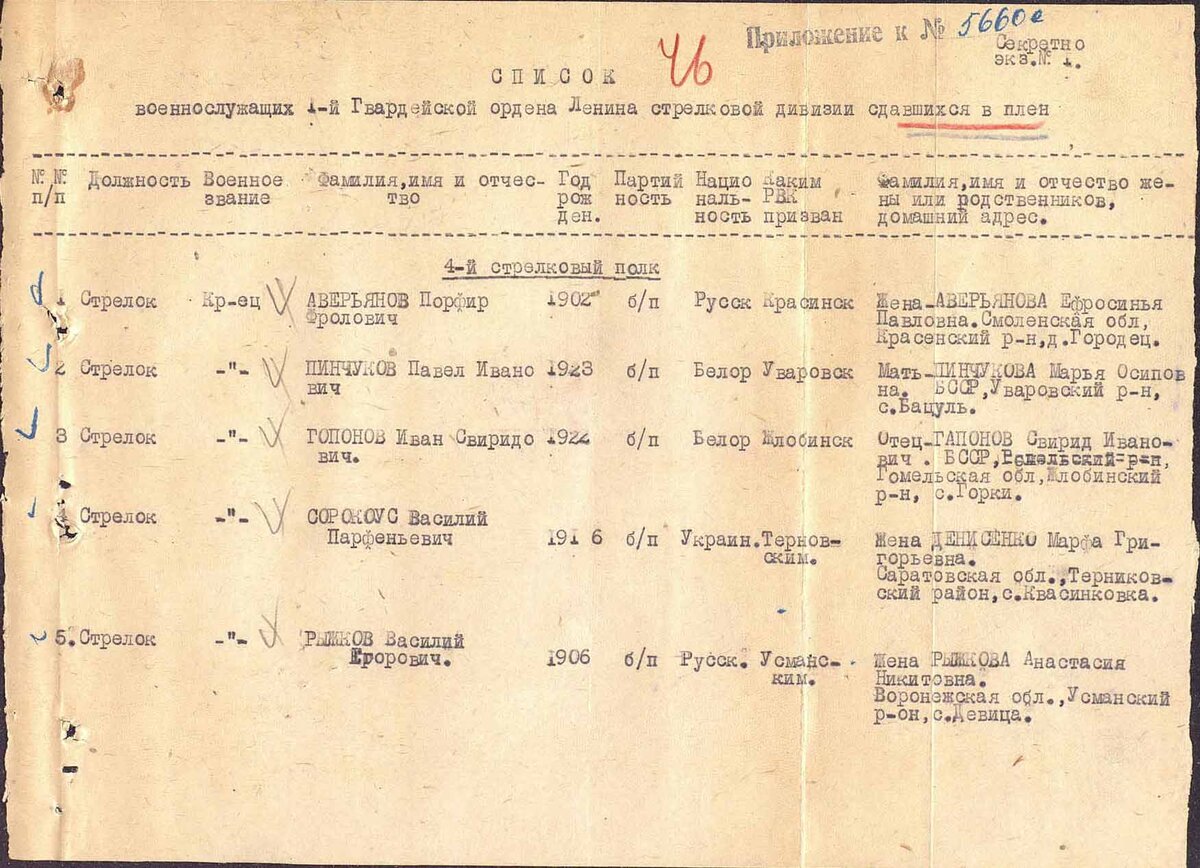 Приложение к № 5660с
Секретно
экз.№ 1.
46
СПИСОК
военнослужащих 1-й Гвардейской ордена Ленина стрелковой дивизии сдавшихся в плен
№№ п/п Должность Военное звание Фамилия,имя и отчес-тво Год рож ден. Партий ность Нацио наль-ность Каким РВК призван Фамилия,имя и отчество же-ны или родственников, домашний адрес.
4-й стрелковый полк
1 Стрелок Кр-ец АВЕРЬЯНОВ Порфир 1902 б/п Русск Красинск Жена-АВЕРЬЯНОВА Ефросинья
Фролович Павловна.Смоленская обл,
Красенский р-н,д.Городец.
2 Стрелок -"- ПИНЧУКОВ Павел Ивано 1923 б/п Белор Уваровск Мать-ПИНЧУКОВА Марья Осипов
вич на. БССР,Уваровский р-н,
с.Бацуль.
3 Стрелок -"- ГОПОНОВ Иван Свиридо 1922 б/п Белор Жлобинск Отец-ГАПОНОВ Свирид Ивано-
вич. вич . БССР,
Гомельская обл,Жлобинский
р-н, с.Горки.
4 Стрелок -"- СОРОКОУС Василий
Парфеньевич 1916 б/п Украин.Тернов- Жена ДЕНИСЕНКО Марфа Гри-
ским. горьевна.
Саратовская обл.,Терников-
ский район,с.Квасинковка.
5. Стрелок -"- РЫЖКОВ Василий
Егорович. 1906 б/п Русск. Усманс- Жена РЫЖКОВА Анастасия
ким. Никитовна.
Воронежская обл.,Усманский
р-он,с.Девица.